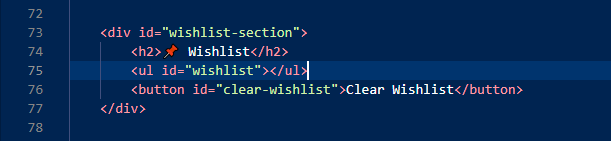 72
73 <div id="wishlist-section">
74 <h2>📌 Wishlist</h2>
75 <ul id="wishlist"></ul>
76 <button id="clear-wishlist">Clear Wishlist</button>
77 </div>
78